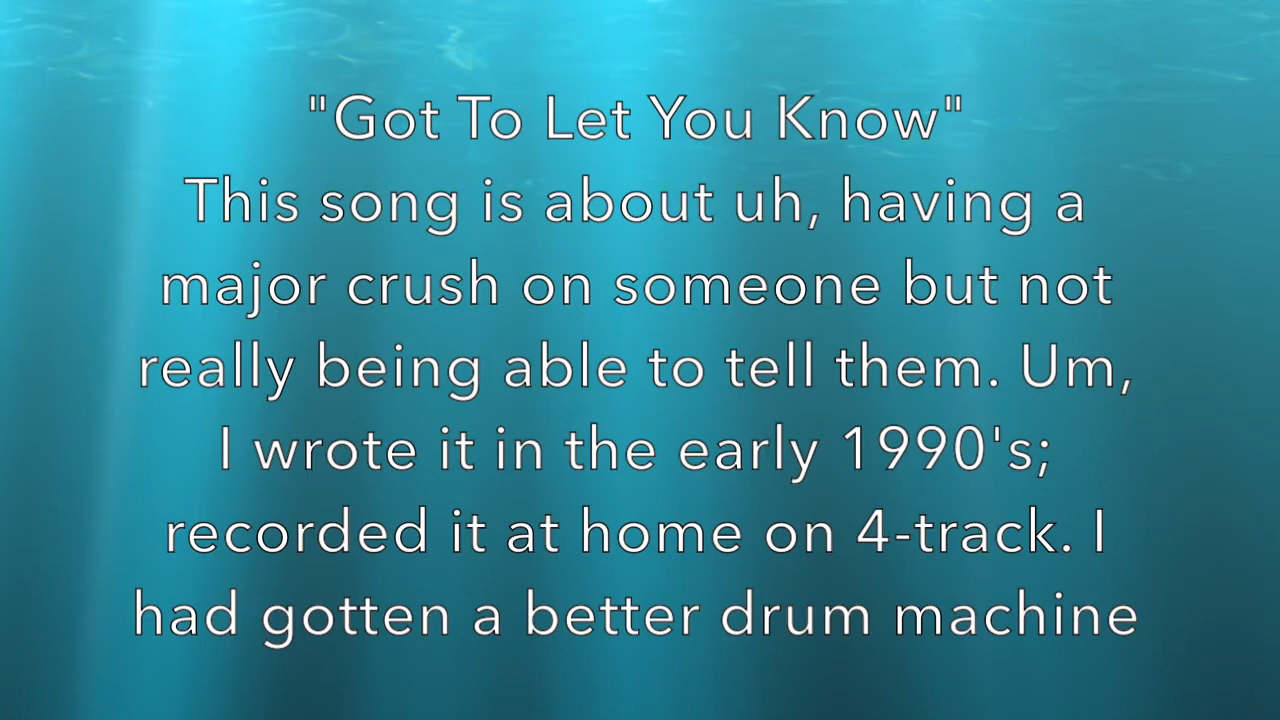 "Got To Let You Know"
This song is about uh, having a
major crush on someone but not
really being able to tell them. Um,
I wrote it in the early 1990's;
recorded it at home on 4-track. I
had gotten a better drum machine